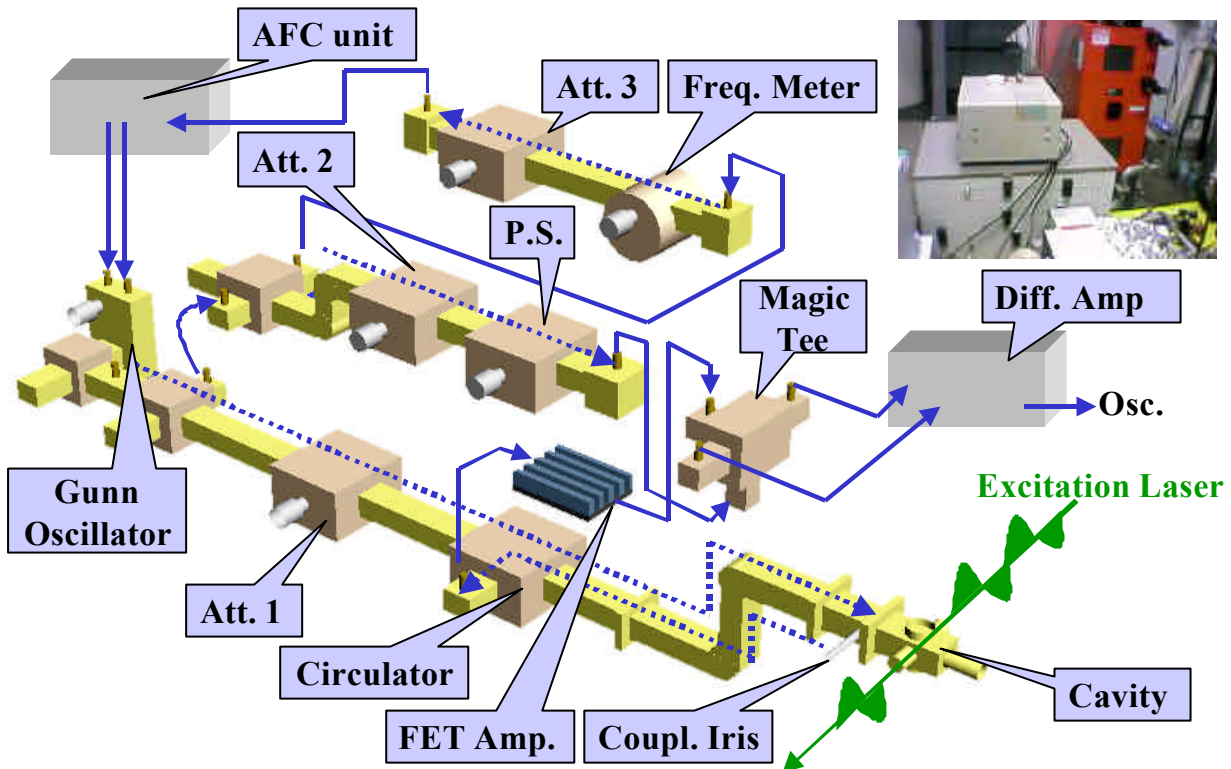 AFC unit
Att. 3
Freq. Meter
Att. 2
P.S.
Magic
Tee
Diff. Amp
Osc.
Gunn
Oscillator
Excitation Laser
Att. 1
Circulator
FET Amp.
Coupl. Iris
Cavity